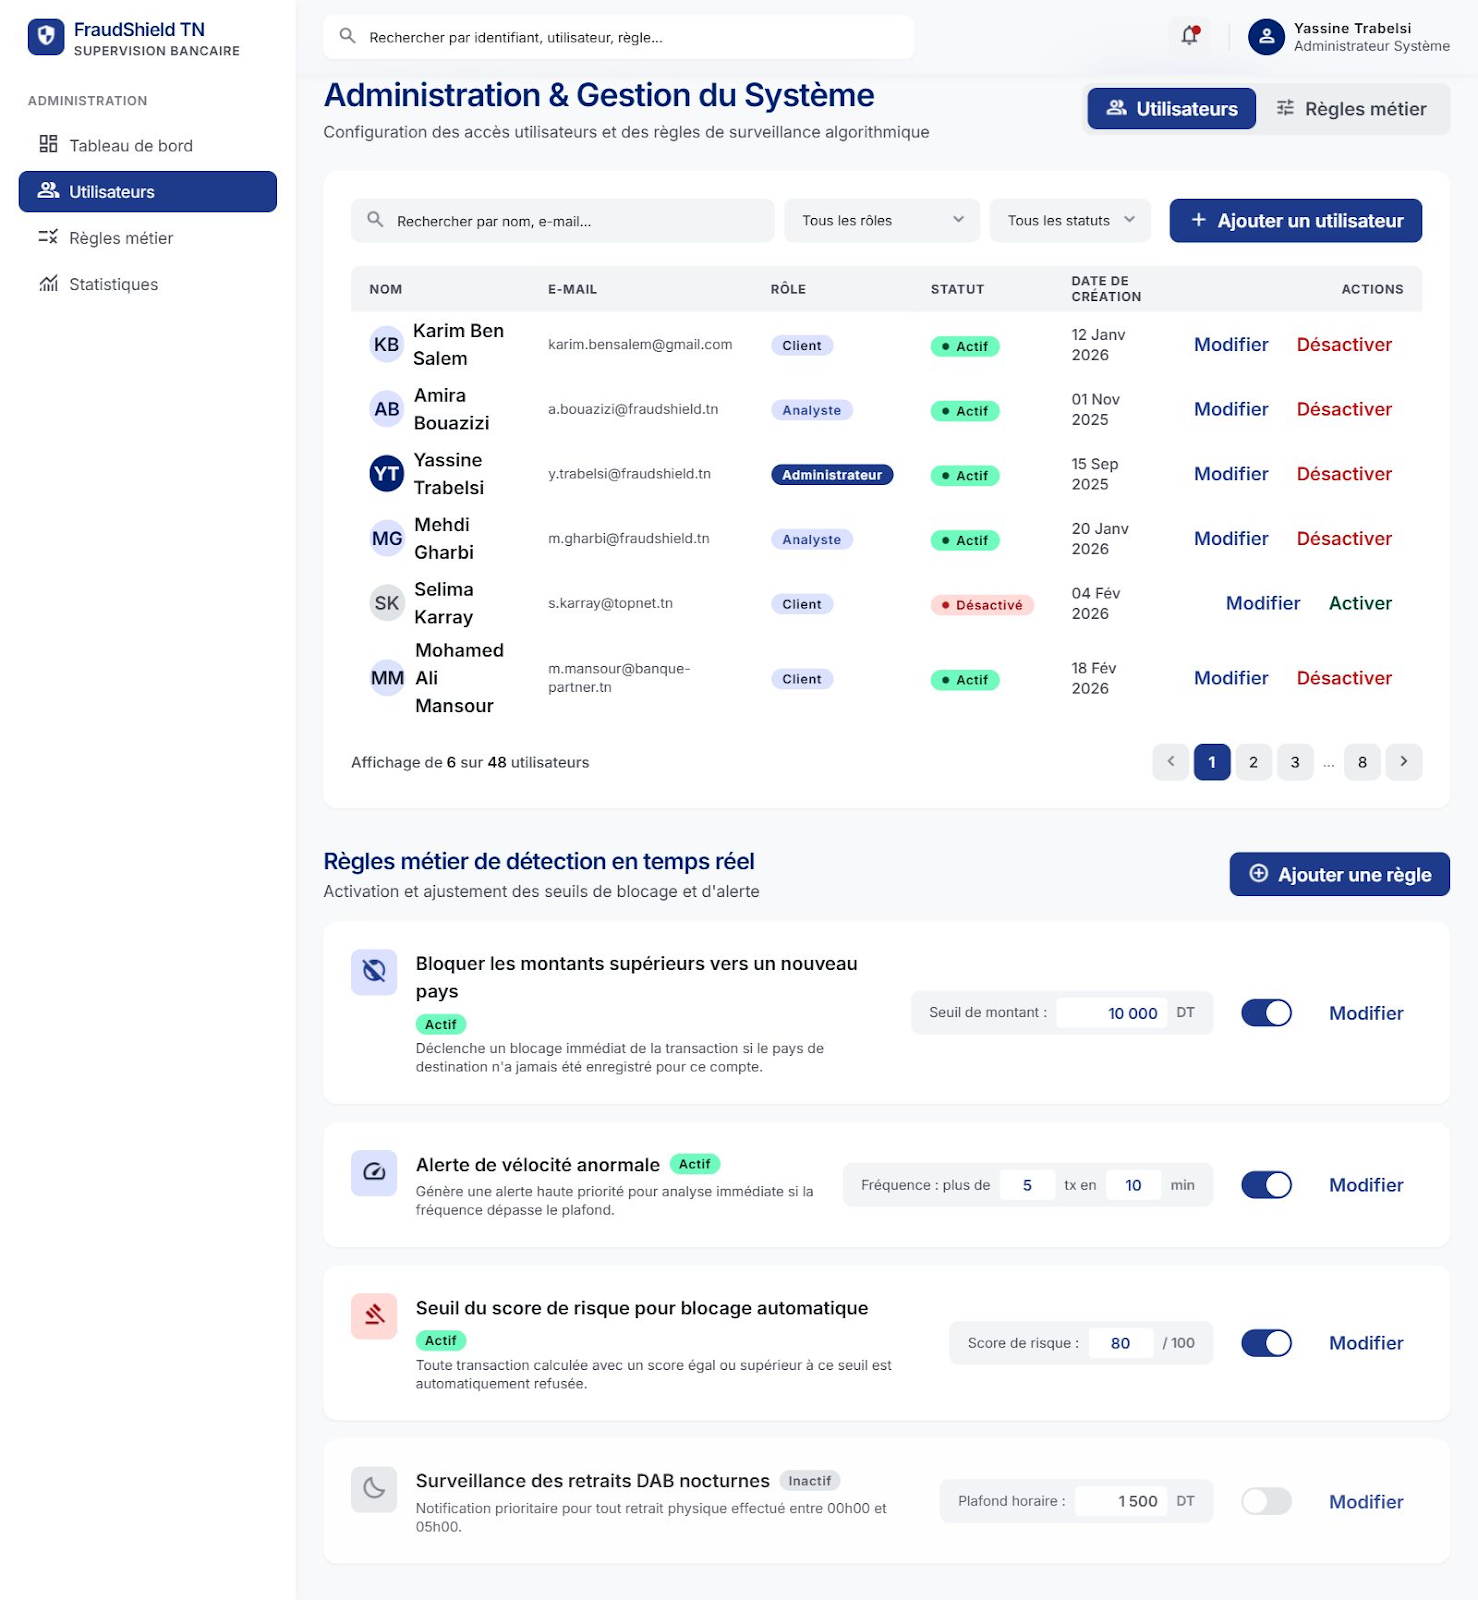 FraudShield TN
SUPERVISION BANCAIRE
ADMINISTRATION
Tableau de bord
Utilisateurs
Règles métier
Statistiques
Rechercher par identifiant, utilisateur, règle...
Yassine Trabelsi
Administrateur Système
Administration & Gestion du Système
Configuration des accès utilisateurs et des règles de surveillance algorithmique
Utilisateurs
Règles métier
Rechercher par nom, e-mail...
Tous les rôles
Tous les statuts
+ Ajouter un utilisateur
NOM E-MAIL RÔLE STATUT DATE DE CRÉATION ACTIONS
KB Karim Ben Salem karim.bensalem@gmail.com Client Actif 12 Janv 2026 Modifier Désactiver
AB Amira Bouazizi a.bouazizi@fraudshield.tn Analyste Actif 01 Nov 2025 Modifier Désactiver
YT Yassine Trabelsi y.trabelsi@fraudshield.tn Administrateur Actif 15 Sep 2025 Modifier Désactiver
MG Mehdi Gharbi m.gharbi@fraudshield.tn Analyste Actif 20 Janv 2026 Modifier Désactiver
SK Selima Karray s.karray@topnet.tn Client Désactivé 04 Fév 2026 Modifier Activer
MM Mohamed Ali Mansour m.mansour@banque-partner.tn Client Actif 18 Fév 2026 Modifier Désactiver
Affichage de 6 sur 48 utilisateurs
< 1 2 3 ... 8 >
Règles métier de détection en temps réel
Activation et ajustement des seuils de blocage et d'alerte
Ajouter une règle
Bloquer les montants supérieurs vers un nouveau
pays
Actif
Déclenche un blocage immédiat de la transaction si le pays de
destination n'a jamais été enregistré pour ce compte.
Seuil de montant : 10 000 DT
Modifier
Alerte de vélocité anormale Actif
Génère une alerte haute priorité pour analyse immédiate si la
fréquence dépasse le plafond.
Fréquence : plus de 5 tx en 10 min
Modifier
Seuil du score de risque pour blocage automatique
Actif
Toute transaction calculée avec un score égal ou supérieur à ce seuil est
automatiquement refusée.
Score de risque : 80 / 100
Modifier
Surveillance des retraits DAB nocturnes Inactif
Notification prioritaire pour tout retrait physique effectué entre 00h00 et
05h00.
Plafond horaire : 1 500 DT
Modifier